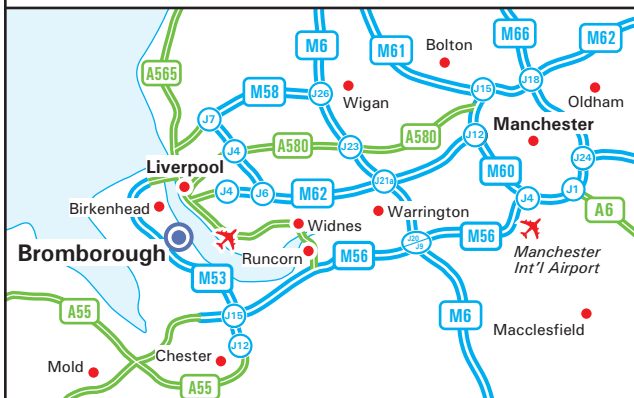 M6
M61
Bolton
M66
M62
A565
M58
J26
Wigan
J15
J18
Oldham
J7
J4
A580
J23
A580
J12
Manchester
J24
Liverpool
J4
J6
M62
J21a
M60
J4
J1
A6
Birkenhead
Widnes
Warrington
Bromborough
Runcorn
M56
J20
J9
M56
Manchester
Int'l Airport
M53
A55
J15
M6
Macclesfield
Mold
Chester
J12
A55